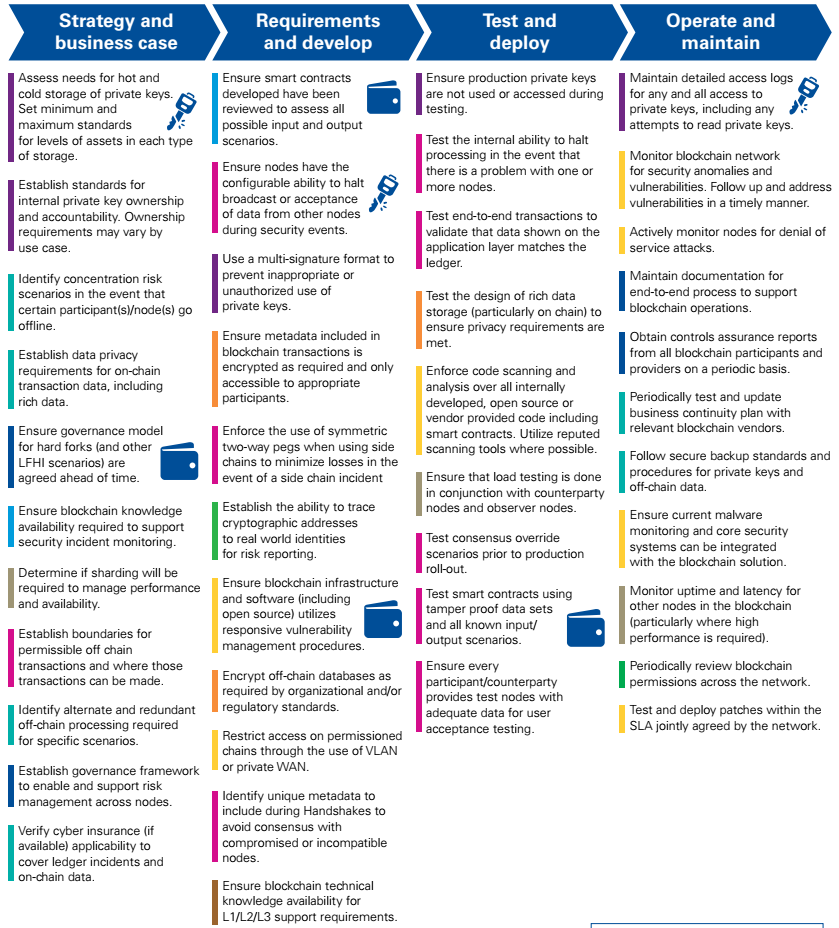 Strategy and
business case
Requirements
and develop
Test and
deploy
Operate and
maintain
Assess needs for hot and
cold storage of private keys.
Set minimum and
maximum standards
for levels of assets in each type
of storage.
Establish standards for
internal private key ownership
and accountability. Ownership
requirements may vary by
use case.
Identify concentration risk
scenarios in the event that
certain participant(s)/node(s) go
offline.
Establish data privacy
requirements for on-chain
transaction data, including
rich data.
Ensure governance model
for hard forks (and other
LFHI scenarios) are
agreed ahead of time.
Ensure blockchain knowledge
availability required to support
security incident monitoring.
Determine if sharding will be
required to manage performance
and availability.
Establish boundaries for
permissible off chain
transactions and where those
transactions can be made.
Identify alternate and redundant
off-chain processing required
for specific scenarios.
Establish governance framework
to enable and support risk
management across nodes.
Verify cyber insurance (if
available) applicability to
cover ledger incidents and
on-chain data.
Ensure smart contracts
developed have been
reviewed to assess all
possible input and output
scenarios.
Ensure nodes have the
configurable ability to halt
broadcast or acceptance
of data from other nodes
during security events.
Use a multi-signature format to
prevent inappropriate or
unauthorized use of
private keys.
Ensure metadata included in
blockchain transactions is
encrypted as required and only
accessible to appropriate
participants.
Enforce the use of symmetric
two-way pegs when using side
chains to minimize losses in the
event of a side chain incident
Establish the ability to trace
cryptographic addresses
to real world identities
for risk reporting.
Ensure blockchain infrastructure
and software (including
open source) utilizes
responsive vulnerability
management procedures.
Encrypt off-chain databases as
required by organizational and/or
regulatory standards.
Restrict access on permissioned
chains through the use of VLAN
or private WAN.
Identify unique metadata to
include during Handshakes to
avoid consensus with
compromised or incompatible
nodes.
Ensure blockchain technical
knowledge availability for
L1/L2/L3 support requirements.
Ensure production private keys
are not used or accessed during
testing.
Test the internal ability to halt
processing in the event that
there is a problem with one or
more nodes.
Test end-to-end transactions to
validate that data shown on the
application layer matches the
ledger.
Test the design of rich data
storage (particularly on chain) to
ensure privacy requirements are
met.
Enforce code scanning and
analysis over all internally
developed, open source or
vendor provided code including
smart contracts. Utilize reputed
scanning tools where possible.
Ensure that load testing is done
in conjunction with counterparty
nodes and observer nodes.
Test consensus override
scenarios prior to production
roll-out.
Test smart contracts using
tamper proof data sets
and all known input/
output scenarios.
Ensure every
participant/counterparty
provides test nodes with
adequate data for user
acceptance testing.
Maintain detailed access logs
for any and all access to
private keys, including any
attempts to read private keys.
Monitor blockchain network
for security anomalies and
vulnerabilities. Follow up and address
vulnerabilities in a timely manner.
Actively monitor nodes for denial of
service attacks.
Maintain documentation for
end-to-end process to support
blockchain operations.
Obtain controls assurance reports
from all blockchain participants and
providers on a periodic basis.
Periodically test and update
business continuity plan with
relevant blockchain vendors.
Follow secure backup standards and
procedures for private keys and
off-chain data.
Ensure current malware
monitoring and core security
systems can be integrated
with the blockchain solution.
Monitor uptime and latency for
other nodes in the blockchain
(particularly where high
performance is required).
Periodically review blockchain
permissions across the network.
Test and deploy patches within the
SLA jointly agreed by the network.